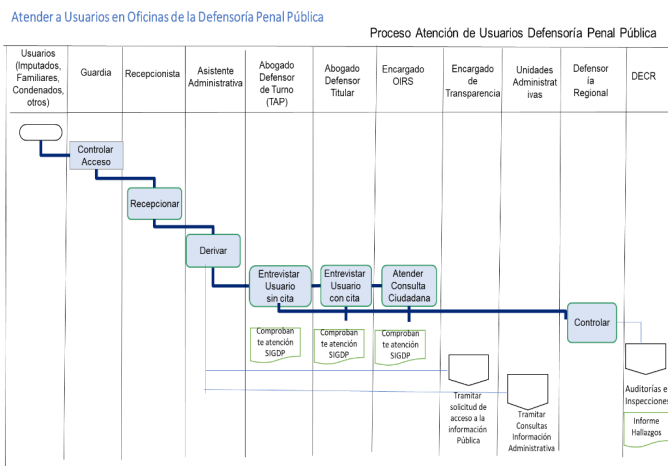 Atender a Usuarios en Oficinas de la Defensoría Penal Pública
Proceso Atención de Usuarios Defensoría Penal Pública
Usuarios
(Imputados,
Familiares,
Condenados,
otros)
Guardia
Recepcionista
Asistente
Administrativa
Abogado
Defensor
de Turno
(TAP)
Abogado
Defensor
Titular
Encargado
OIRS
Encargado
de
Transparencia
Unidades
Administrat
ivas
Defensor
ía
Regional
DECR
Controlar
Acceso
Recepcionar
Derivar
Entrevistar
Usuario
sin cita
Entrevistar
Usuario
con cita
Atender
Consulta
Ciudadana
Controlar
Comproban
te atención
SIGDP
Comproban
te atención
SIGDP
Comproban
te atención
SIGDP
Tramitar
solicitud de
acceso a la
información
Pública
Tramitar
Consultas
Información
Administrativa
Auditorías e
Inspecciones
Informe
Hallazgos